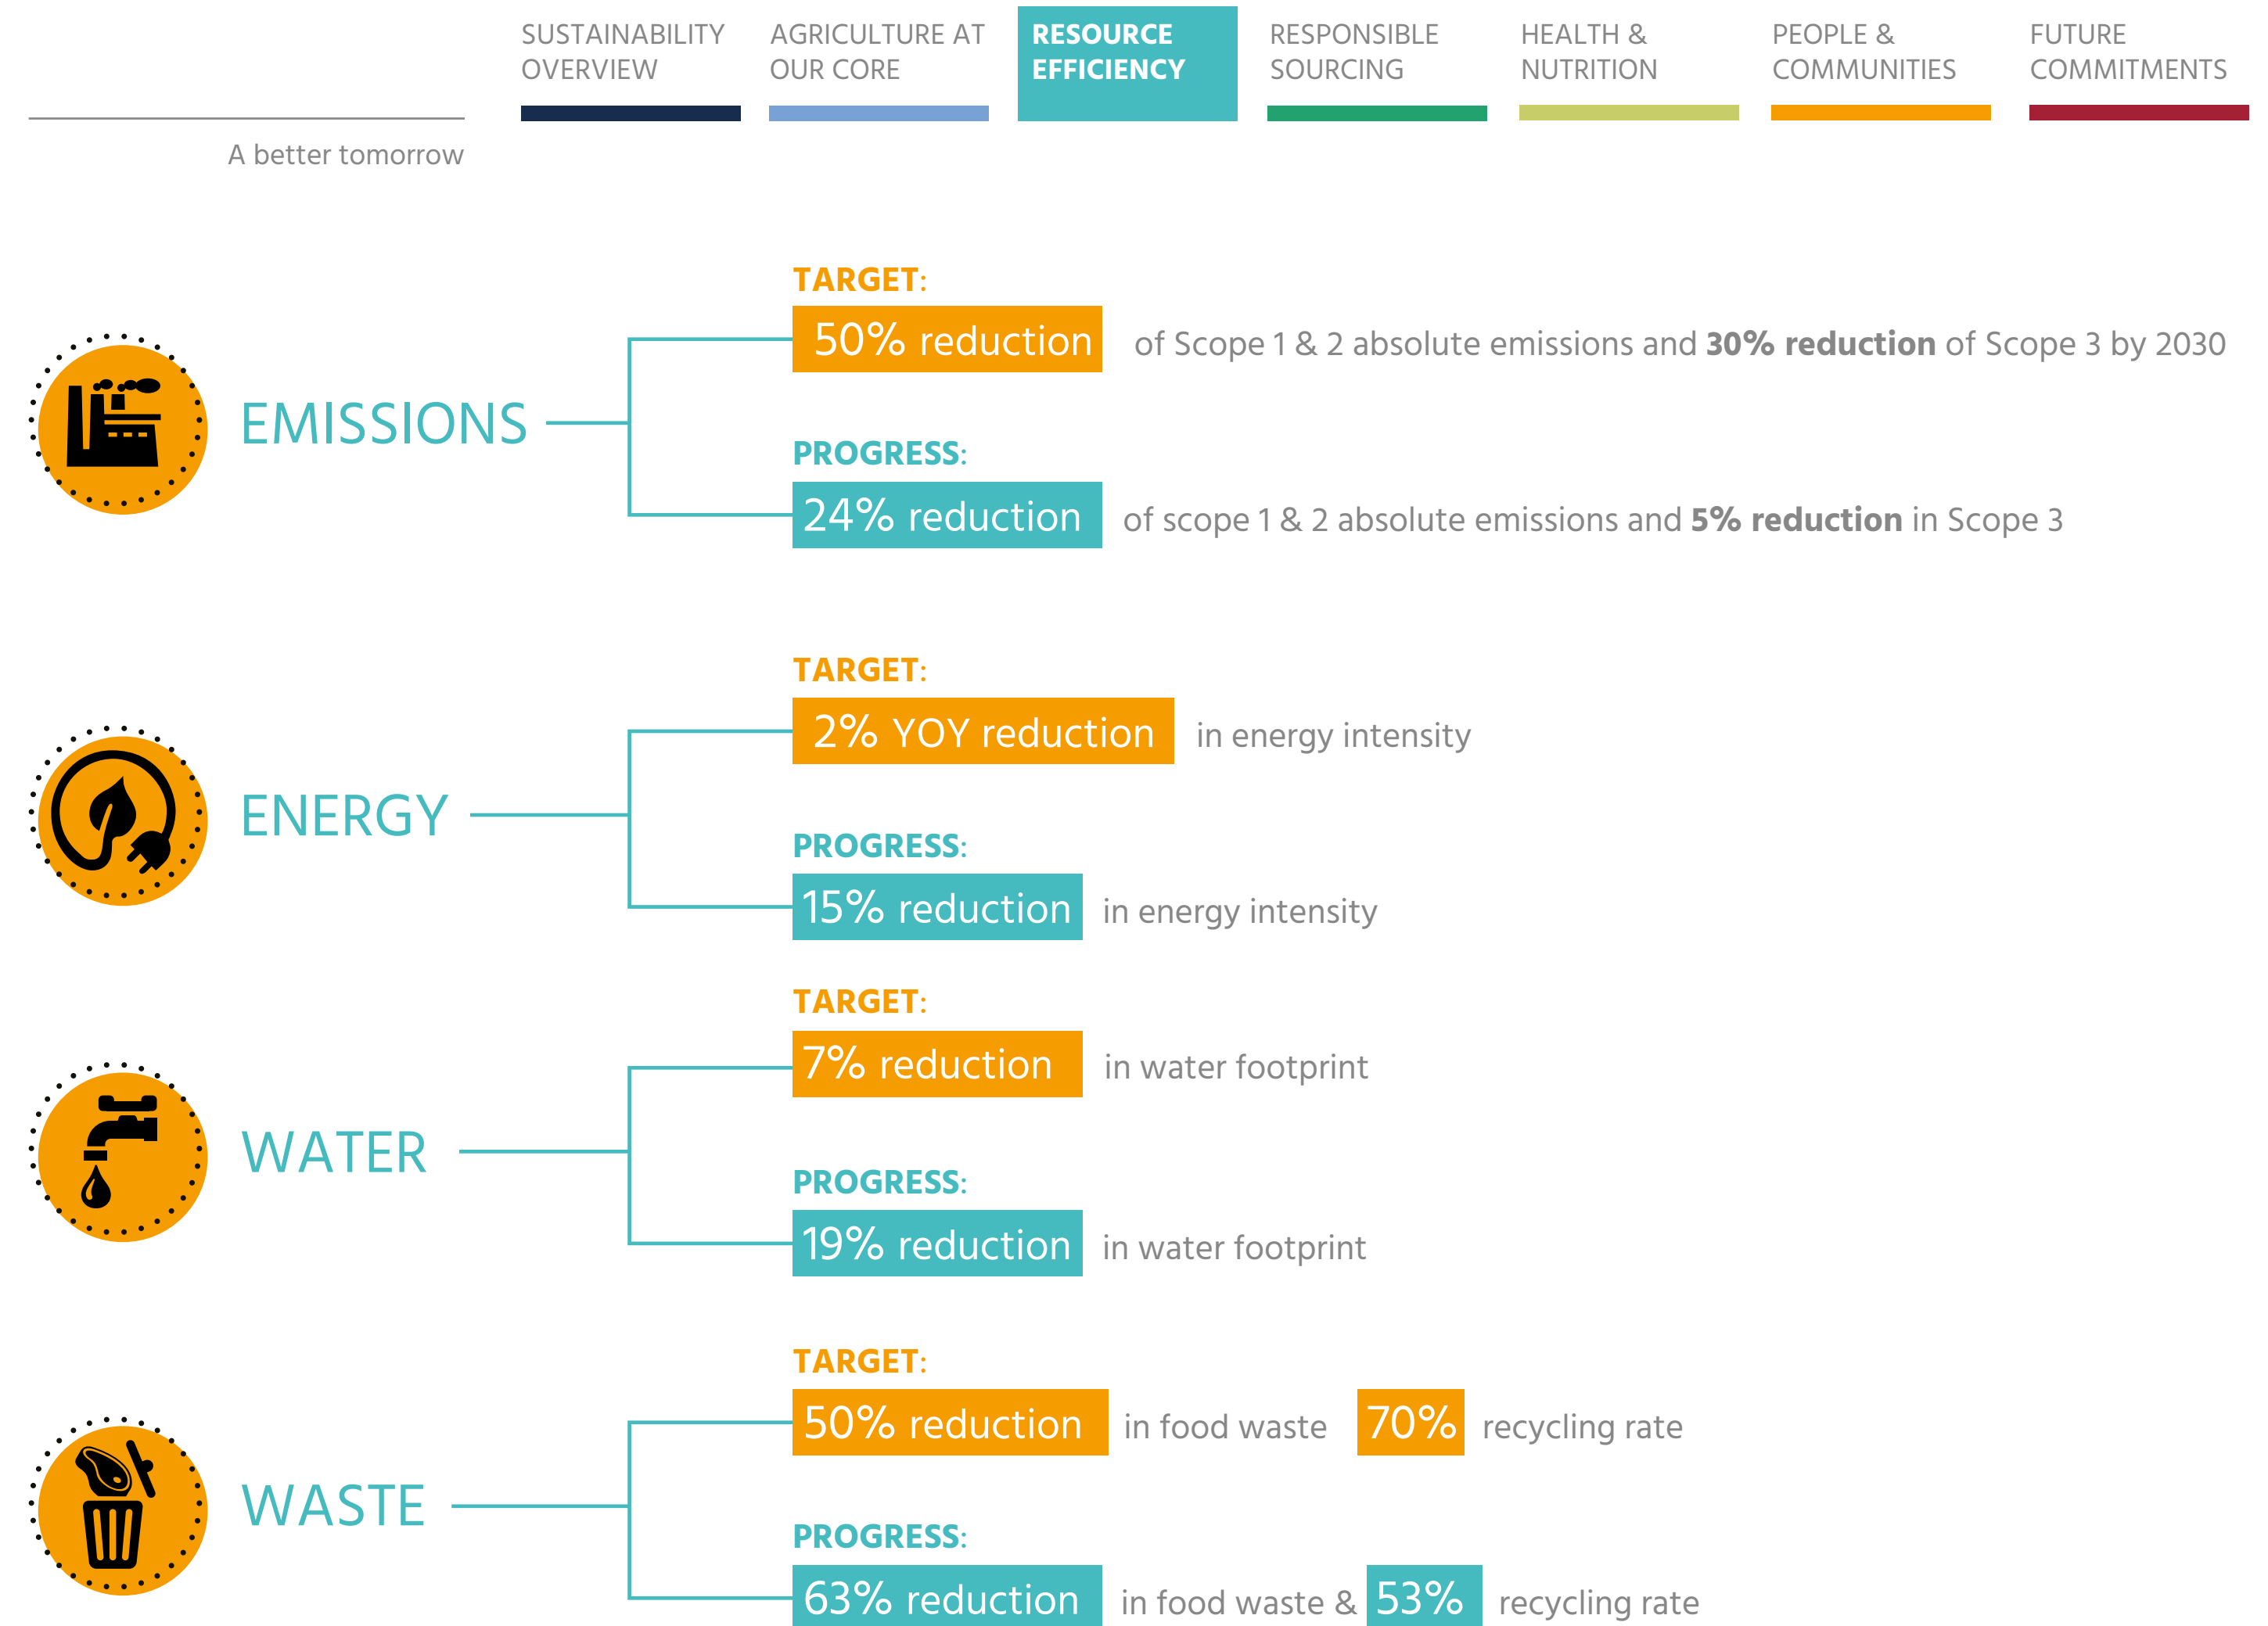 SUSTAINABILITY
OVERVIEW
AGRICULTURE AT
OUR CORE
RESOURCE
EFFICIENCY
RESPONSIBLE
SOURCING
HEALTH &
NUTRITION
PEOPLE &
COMMUNITIES
FUTURE
COMMITMENTS
A better tomorrow
EMISSIONS
TARGET:
50% reduction of Scope 1 & 2 absolute emissions and 30% reduction of Scope 3 by 2030
PROGRESS:
24% reduction of scope 1 & 2 absolute emissions and 5% reduction in Scope 3
ENERGY
TARGET:
2% YOY reduction in energy intensity
PROGRESS:
15% reduction in energy intensity
WATER
TARGET:
7% reduction in water footprint
PROGRESS:
19% reduction in water footprint
WASTE
TARGET:
50% reduction in food waste 70% recycling rate
PROGRESS:
63% reduction in food waste & 53% recycling rate